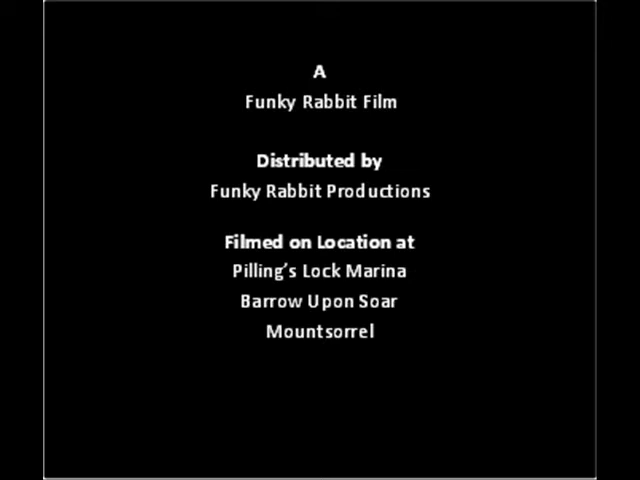 A
Funky Rabbit Film
Distributed by
Funky Rabbit Productions
Filmed on Location at
Pilling’s Lock Marina
Barrow Upon Soar
Mountsorrel